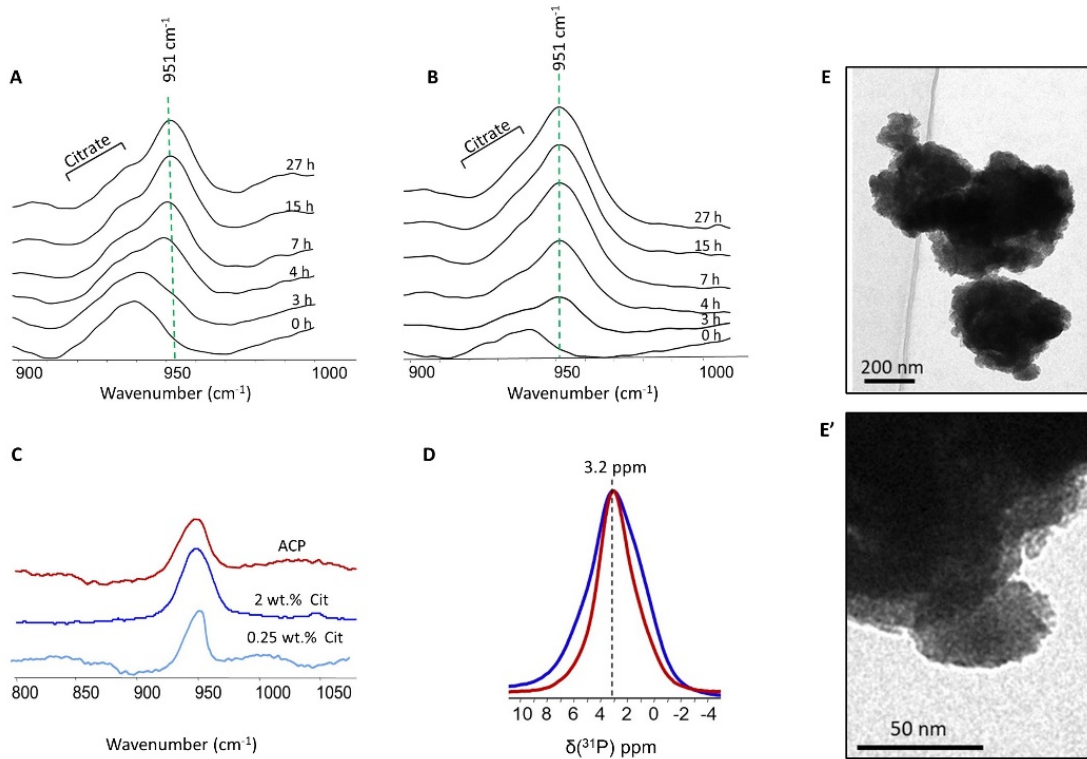 A
951 cm-1
Citrate
27 h
15 h
7 h
4 h
3 h
0 h
900 950 1000
Wavenumber (cm-1)
B
951 cm-1
Citrate
27 h
15 h
7 h
4 h
3 h
0 h
900 950 1000
Wavenumber (cm-1)
E
200 nm
C
ACP
2 wt.% Cit
0.25 wt.% Cit
800 850 900 950 1000 1050
Wavenumber (cm-1)
D
3.2 ppm
10 8 6 4 2 0 -2 -4
δ(31P) ppm
E'
50 nm